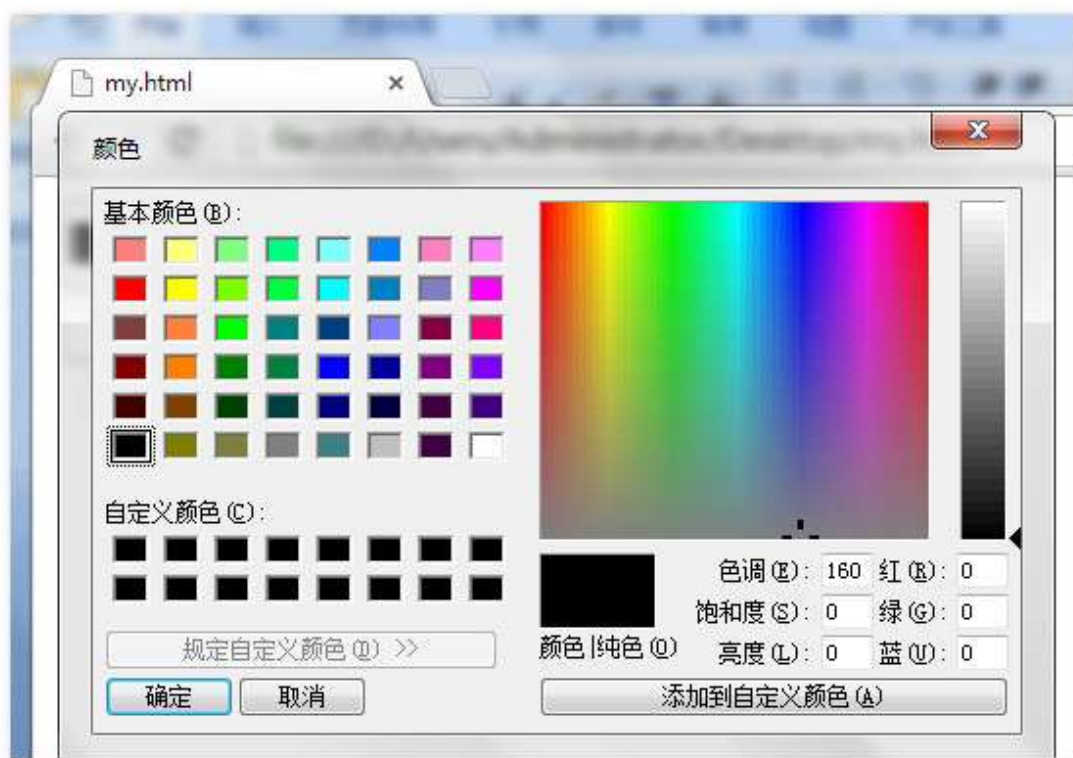 my.html
颜色
基本颜色(B):
自定义颜色(C):
规定自定义颜色(D) >>
确定
取消
颜色|纯色(O)
色调(E): 160
红(R): 0
饱和度(S): 0
绿(G): 0
亮度(L): 0
蓝(U): 0
添加到自定义颜色(A)